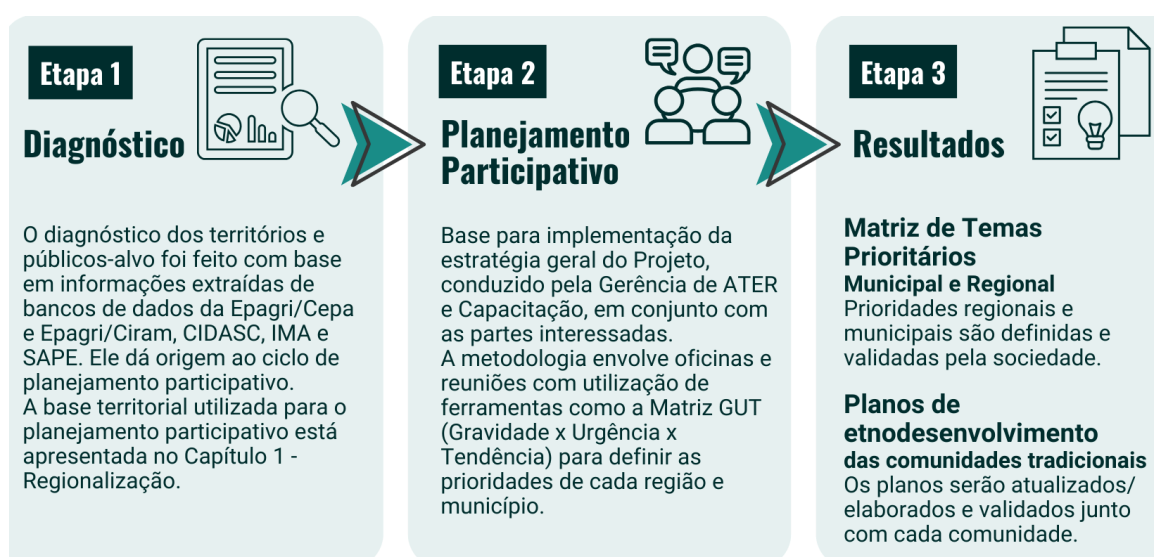 Etapa 1
Diagnóstico
O diagnóstico dos territórios e
públicos-alvo foi feito com base
em informações extraídas de
bancos de dados da Epagri/Cepa
e Epagri/Ciram, CIDASC, IMA e
SAPE. Ele dá origem ao ciclo de
planejamento participativo.
A base territorial utilizada para o
planejamento participativo está
apresentada no Capítulo 1 -
Regionalização.
Etapa 2
Planejamento
Participativo
Base para implementação da
estratégia geral do Projeto,
conduzido pela Gerência de ATER
e Capacitação, em conjunto com
as partes interessadas.
A metodologia envolve oficinas e
reuniões com utilização de
ferramentas como a Matriz GUT
(Gravidade x Urgência x
Tendência) para definir as
prioridades de cada região e
município.
Etapa 3
Resultados
Matriz de Temas
Prioritários
Municipal e Regional
Prioridades regionais e
municipais são definidas e
validadas pela sociedade.
Planos de
etnodesenvolvimento
das comunidades tradicionais
Os planos serão atualizados/
elaborados e validados junto
com cada comunidade.